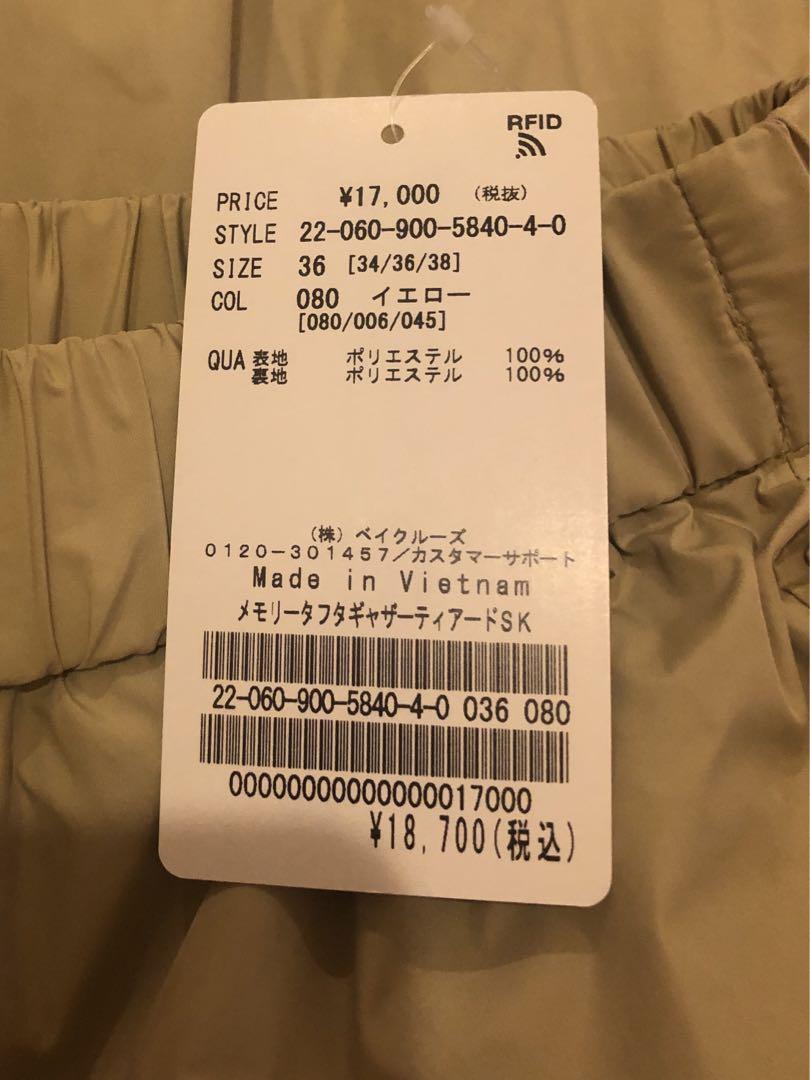 RFID
PRICE ¥17,000 (税抜)
STYLE 22-060-900-5840-4-0
SIZE 36 [34/36/38]
COL 080 イエロー
[080/006/045]
QUA 表地 ポリエステル 100%
裏地 ポリエステル 100%
(株) ベイクルーズ
0120-301457/カスタマーサポート
Made in Vietnam
メモリータフタギャザーティアードSK
22-060-900-5840-4-0 036 080
00000000000000017000
¥18,700(税込)